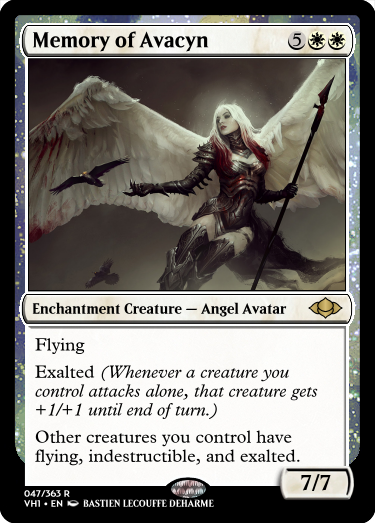 Memory of Avacyn 5
Enchantment Creature — Angel Avatar
Flying
Exalted (Whenever a creature you
control attacks alone, that creature gets
+1/+1 until end of turn.)
Other creatures you control have
flying, indestructible, and exalted.
7/7
047/363 R
VH1 • EN BASTIEN LECOUFFE DEHARME